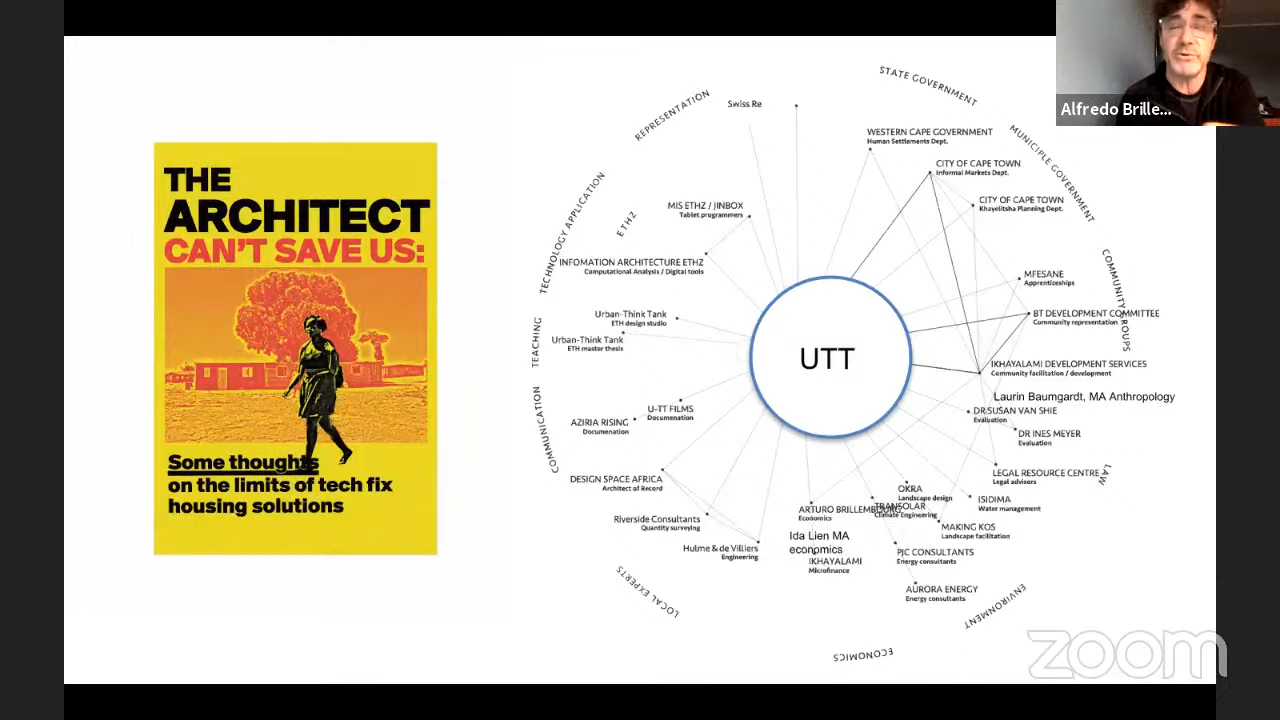 Alfredo Brille...
THE
ARCHITECT
CAN'T SAVE US:
Some thoughts
on the limits of tech fix
housing solutions
UTT
REPRESENTATION
Swiss Re
STATE GOVERNMENT
WESTERN CAPE GOVERNMENT
Human Settlements Dept.
MUNICIPLE GOVERNMENT
CITY OF CAPE TOWN
Informal Markets Dept.
CITY OF CAPE TOWN
Khayelitsha Planning Dept.
COMMUNITY GROUPS
MFESANE
Apprentizeships
BT DEVELOPMENT COMMITTEE
Community representation
IKHAYALAMI DEVELOPMENT SERVICES
Community facilitation / development
Laurin Baumgardt, MA Anthropology
DR SUSAN VAN SHIE
Evaluation
DR INES MEYER
Evaluation
LAW
LEGAL RESOURCE CENTRE
Legal advisors
ISIDIMA
Water management
OKRA
Landscape design
TRANSOLAR
Climate Engineering
MAKING KOS
Landscape facilitation
PJC CONSULTANTS
Energy consultants
AURORA ENERGY
Energy consultants
ENVIRONMENT
ARTURO BRILLEMBOURG
Economics
Ida Lien MA
economics
IKHAYALAMI
Microfinance
ECONOMICS
Hulme & de Villiers
Engineering
Riverside Consultants
Quantity surveying
DESIGN SPACE AFRICA
Architect of Record
LOCAL EXPERTS
U-TT FILMS
Documenation
AZIRIA RISING
Documenation
COMMUNICATION
Urban-Think Tank
ETH design studio
Urban-Think Tank
ETH master thesis
TEACHING
INFOMATION ARCHITECTURE ETHZ
Computational Analysis / Digital tools
MIS ETHZ / JINBOX
Tablet programmers
ETHZ
TECHNOLOGY APPLICATION
zoom